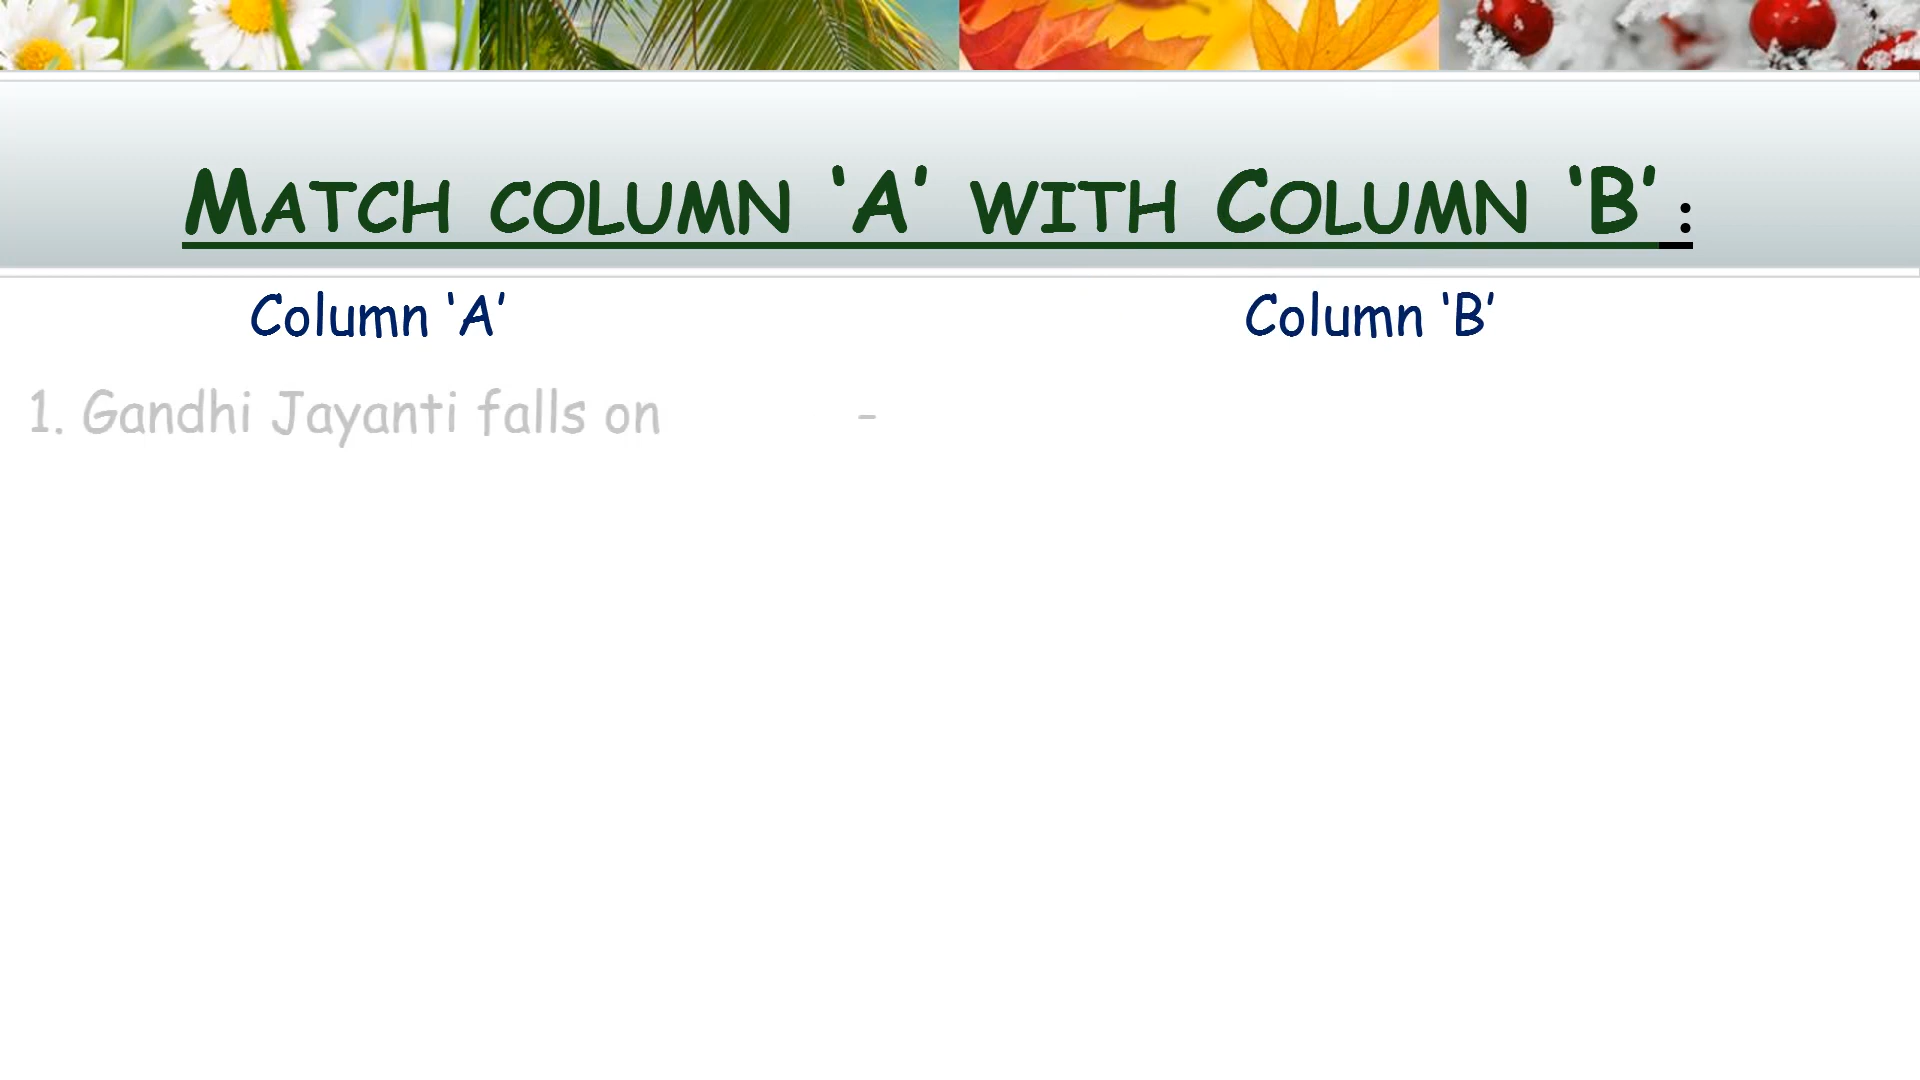 MATCH COLUMN ‘A’ WITH COLUMN ‘B’ :
Column ‘A’ Column ‘B’
1. Gandhi Jayanti falls on -